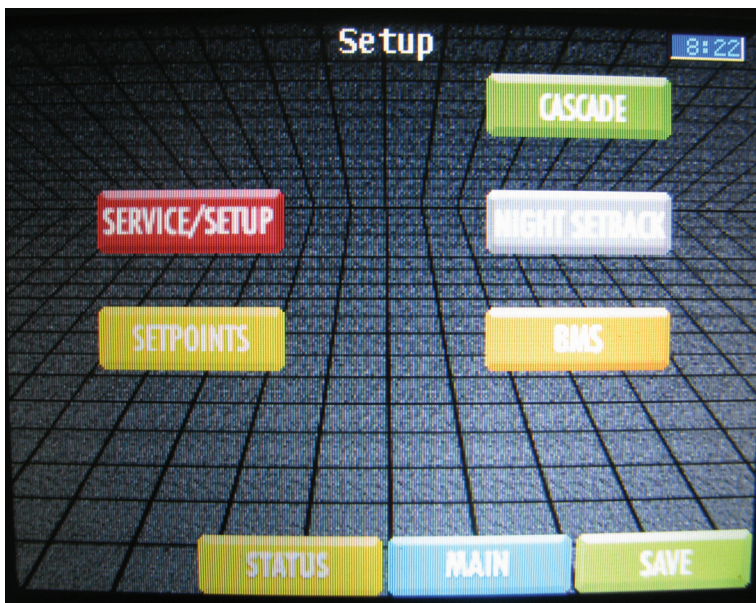 Setup
8:22
CASCADE
SERVICE/SETUP
NIGHT SETBACK
SETPOINTS
BMS
STATUS
MAIN
SAVE